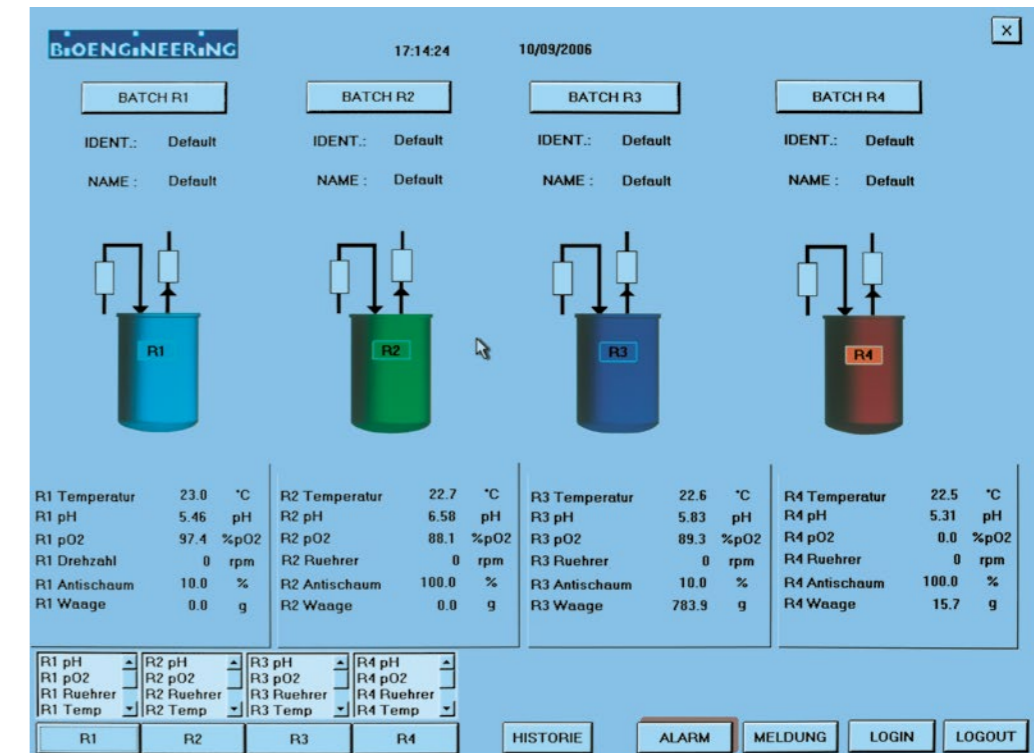 BiOENGiNEERiNG 17:14:24 10/09/2006 ×
BATCH R1 BATCH R2 BATCH R3 BATCH R4
IDENT.: Default IDENT.: Default IDENT.: Default IDENT.: Default
NAME : Default NAME : Default NAME : Default NAME : Default
R1 R2 R3 R4
R1 Temperatur 23.0 °C R2 Temperatur 22.7 °C R3 Temperatur 22.6 °C R4 Temperatur 22.5 °C
R1 pH 5.46 pH R2 pH 6.58 pH R3 pH 5.83 pH R4 pH 5.31 pH
R1 pO2 97.4 %pO2 R2 pO2 88.1 %pO2 R3 pO2 89.3 %pO2 R4 pO2 0.0 %pO2
R1 Drehzahl 0 rpm R2 Ruehrer 0 rpm R3 Ruehrer 0 rpm R4 Ruehrer 0 rpm
R1 Antischaum 10.0 % R2 Antischaum 100.0 % R3 Antischaum 10.0 % R4 Antischaum 100.0 %
R1 Waage 0.0 g R2 Waage 0.0 g R3 Waage 783.9 g R4 Waage 15.7 g
R1 pH R2 pH R3 pH R4 pH
R1 pO2 R2 pO2 R3 pO2 R4 pO2
R1 Ruehrer R2 Ruehrer R3 Ruehrer R4 Ruehrer
R1 Temp R2 Temp R3 Temp R4 Temp
R1 R2 R3 R4 HISTORIE ALARM MELDUNG LOGIN LOGOUT